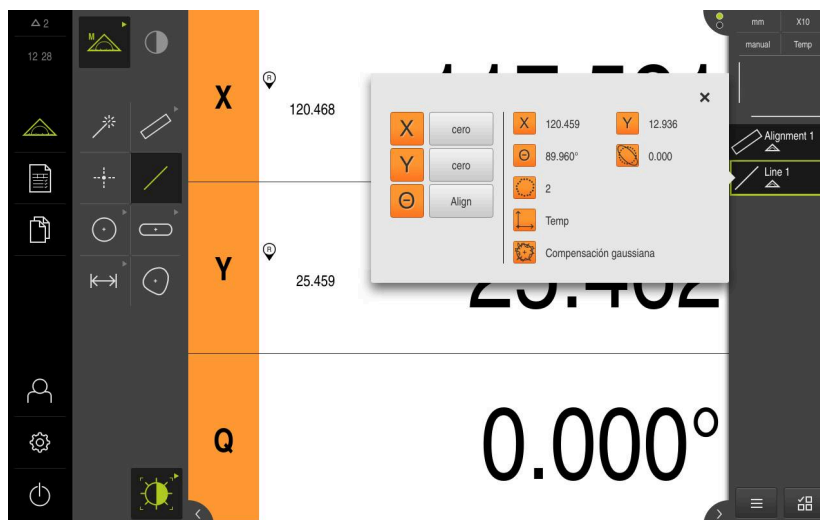 2
12 28
M
X
R
120.468
Y
R
25.459
Q
0.000°
X
cero
Y
cero
Θ
Align
X
120.459
Y
12.936
Θ
89.960°
0.000
2
Temp
Compensación gaussiana
mm
X10
manual
Temp
Alignment 1
Line 1